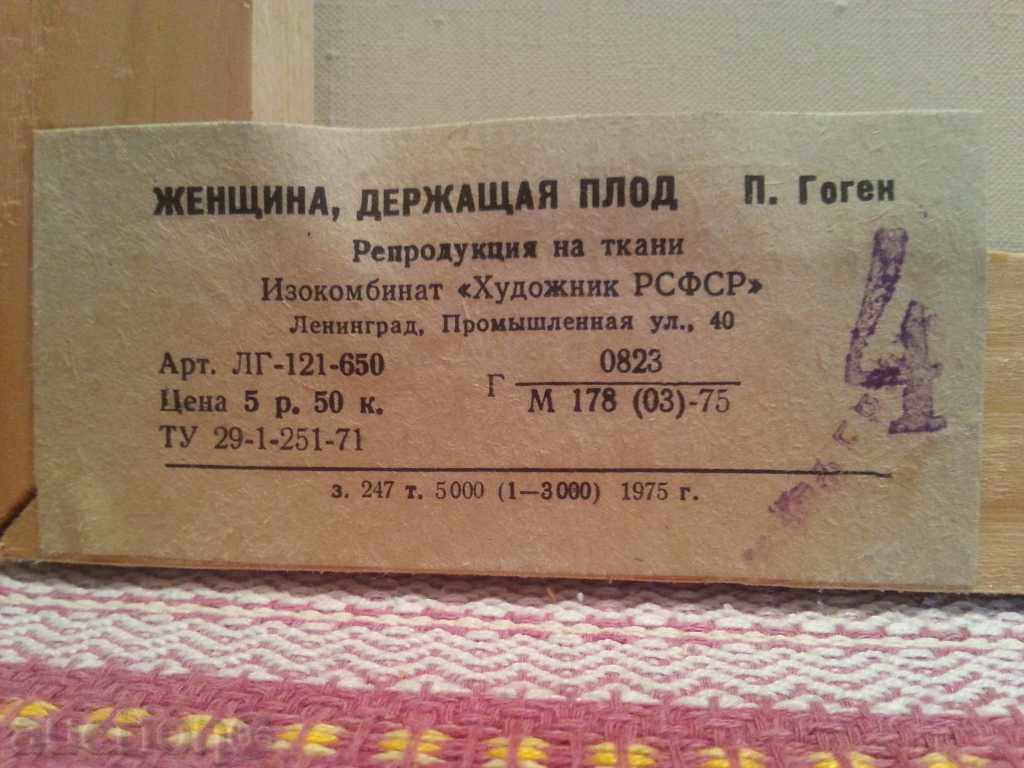 ЖЕНЩИНА, ДЕРЖАЩАЯ ПЛОД П. Гоген
Репродукция на ткани
Изокомбинат «Художник РСФСР»
Ленинград, Промышленная ул., 40
Арт. ЛГ-121-650
Цена 5 р. 50 к.
ТУ 29-1-251-71
Г 0823
М 178 (03)-75
з. 247 т. 5000 (1—3000) 1975 г.
4